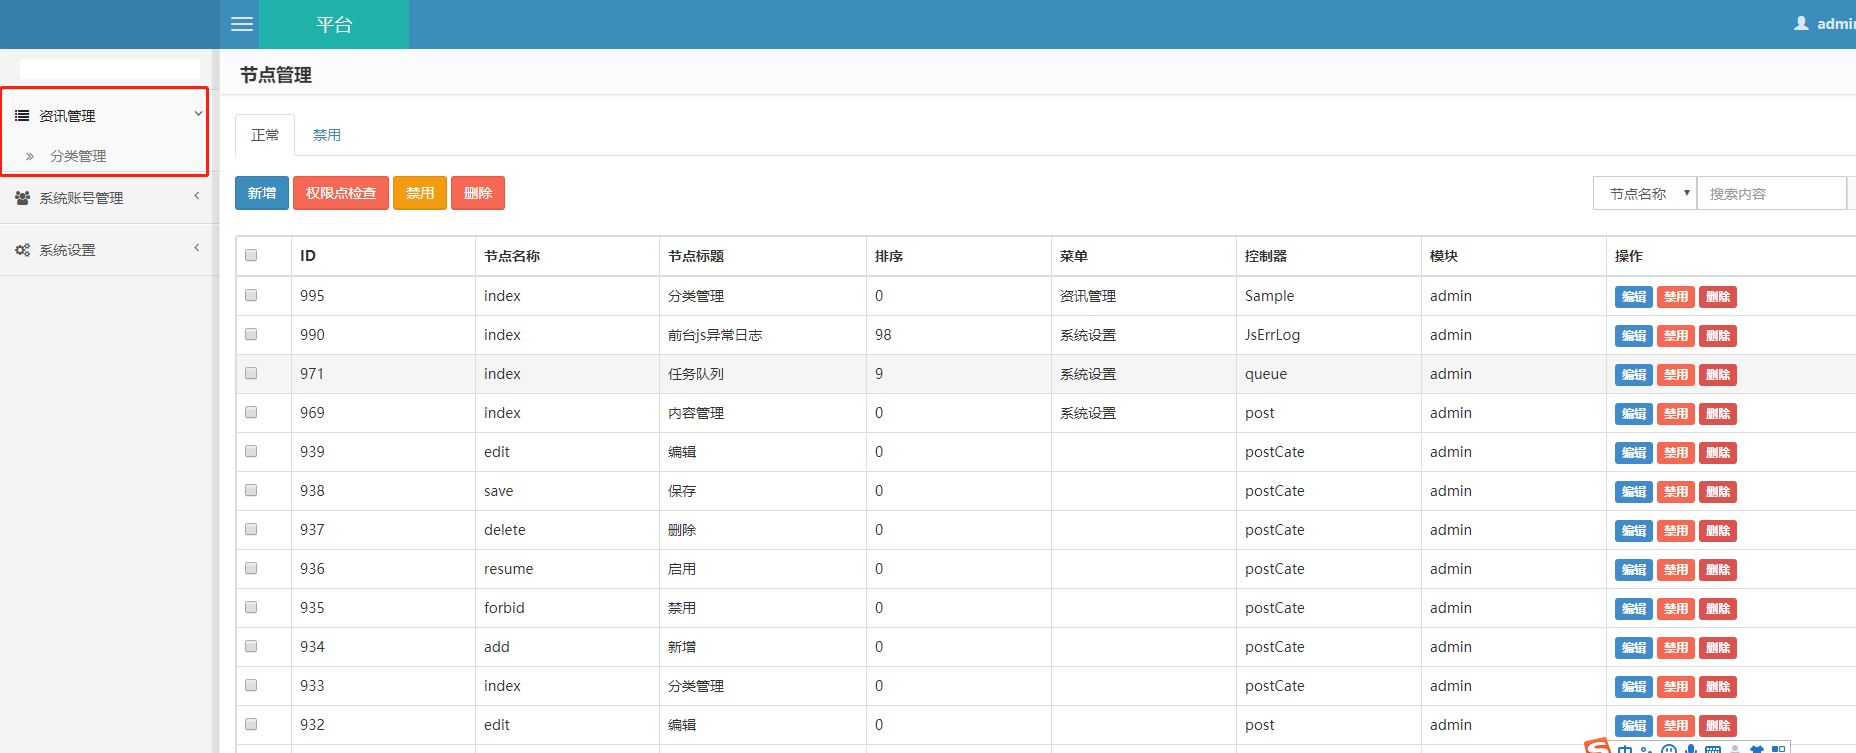 平台
节点管理
资讯管理
分类管理
系统账号管理
系统设置
正常 禁用
新增 权限点检查 禁用 删除 节点名称 搜索内容
ID 节点名称 节点标题 排序 菜单 控制器 模块 操作
995 index 分类管理 0 资讯管理 Sample admin 编辑 禁用 删除
990 index 前台js异常日志 98 系统设置 JsErrLog admin 编辑 禁用 删除
971 index 任务队列 9 系统设置 queue admin 编辑 禁用 删除
969 index 内容管理 0 系统设置 post admin 编辑 禁用 删除
939 edit 编辑 0 postCate admin 编辑 禁用 删除
938 save 保存 0 postCate admin 编辑 禁用 删除
937 delete 删除 0 postCate admin 编辑 禁用 删除
936 resume 启用 0 postCate admin 编辑 禁用 删除
935 forbid 禁用 0 postCate admin 编辑 禁用 删除
934 add 新增 0 postCate admin 编辑 禁用 删除
933 index 分类管理 0 postCate admin 编辑 禁用 删除
932 edit 编辑 0 post admin 编辑 禁用 删除